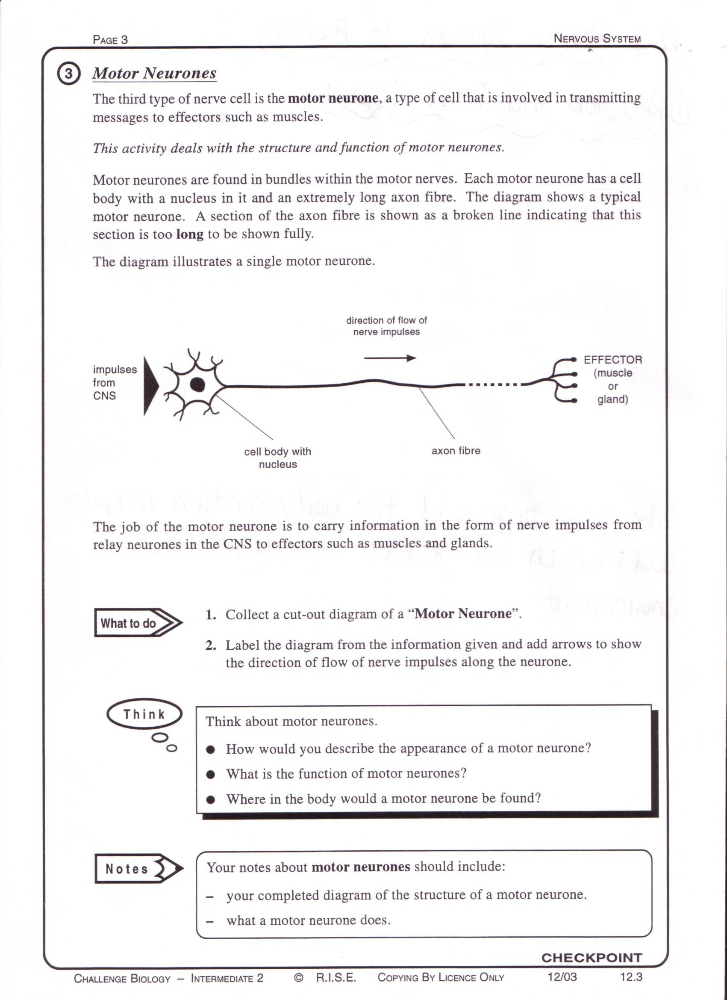 PAGE 3 NERVOUS SYSTEM
3 Motor Neurones
The third type of nerve cell is the motor neurone, a type of cell that is involved in transmitting
messages to effectors such as muscles.
This activity deals with the structure and function of motor neurones.
Motor neurones are found in bundles within the motor nerves. Each motor neurone has a cell
body with a nucleus in it and an extremely long axon fibre. The diagram shows a typical
motor neurone. A section of the axon fibre is shown as a broken line indicating that this
section is too long to be shown fully.
The diagram illustrates a single motor neurone.
direction of flow of
nerve impulses
impulses
from
CNS
EFFECTOR
(muscle
or
gland)
cell body with
nucleus
axon fibre
The job of the motor neurone is to carry information in the form of nerve impulses from
relay neurones in the CNS to effectors such as muscles and glands.
What to do
1. Collect a cut-out diagram of a “Motor Neurone”.
2. Label the diagram from the information given and add arrows to show
the direction of flow of nerve impulses along the neurone.
Think
Think about motor neurones.
● How would you describe the appearance of a motor neurone?
● What is the function of motor neurones?
● Where in the body would a motor neurone be found?
Notes
Your notes about motor neurones should include:
– your completed diagram of the structure of a motor neurone.
– what a motor neurone does.
CHECKPOINT
CHALLENGE BIOLOGY – INTERMEDIATE 2 © R.I.S.E. COPYING BY LICENCE ONLY 12/03 12.3